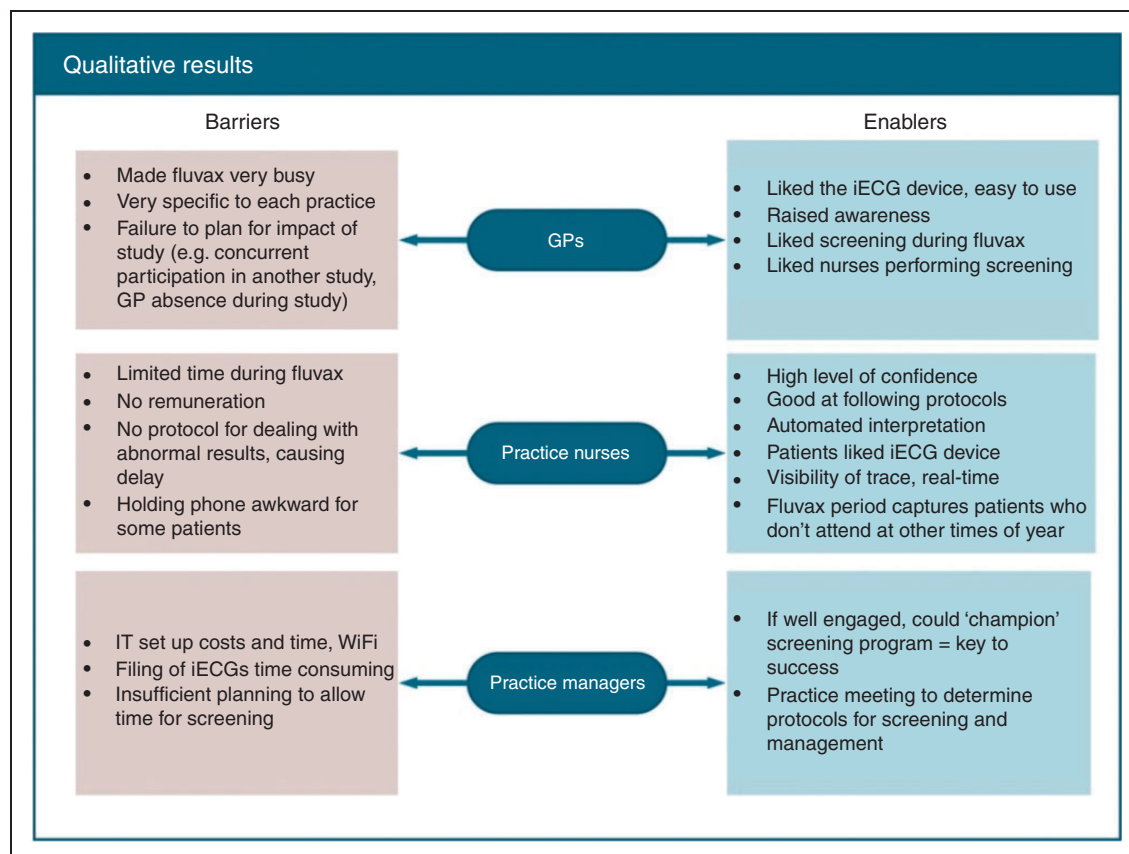 Qualitative results
Barriers
Enablers
• Made fluvax very busy
• Very specific to each practice
• Failure to plan for impact of
study (e.g. concurrent
participation in another study,
GP absence during study)
GPs
• Liked the iECG device, easy to use
• Raised awareness
• Liked screening during fluvax
• Liked nurses performing screening
• Limited time during fluvax
• No remuneration
• No protocol for dealing with
abnormal results, causing
delay
• Holding phone awkward for
some patients
Practice nurses
• High level of confidence
• Good at following protocols
• Automated interpretation
• Patients liked iECG device
• Visibility of trace, real-time
• Fluvax period captures patients who
don't attend at other times of year
• IT set up costs and time, WiFi
• Filing of iECGs time consuming
• Insufficient planning to allow
time for screening
Practice managers
• If well engaged, could ‘champion’
screening program = key to
success
• Practice meeting to determine
protocols for screening and
management